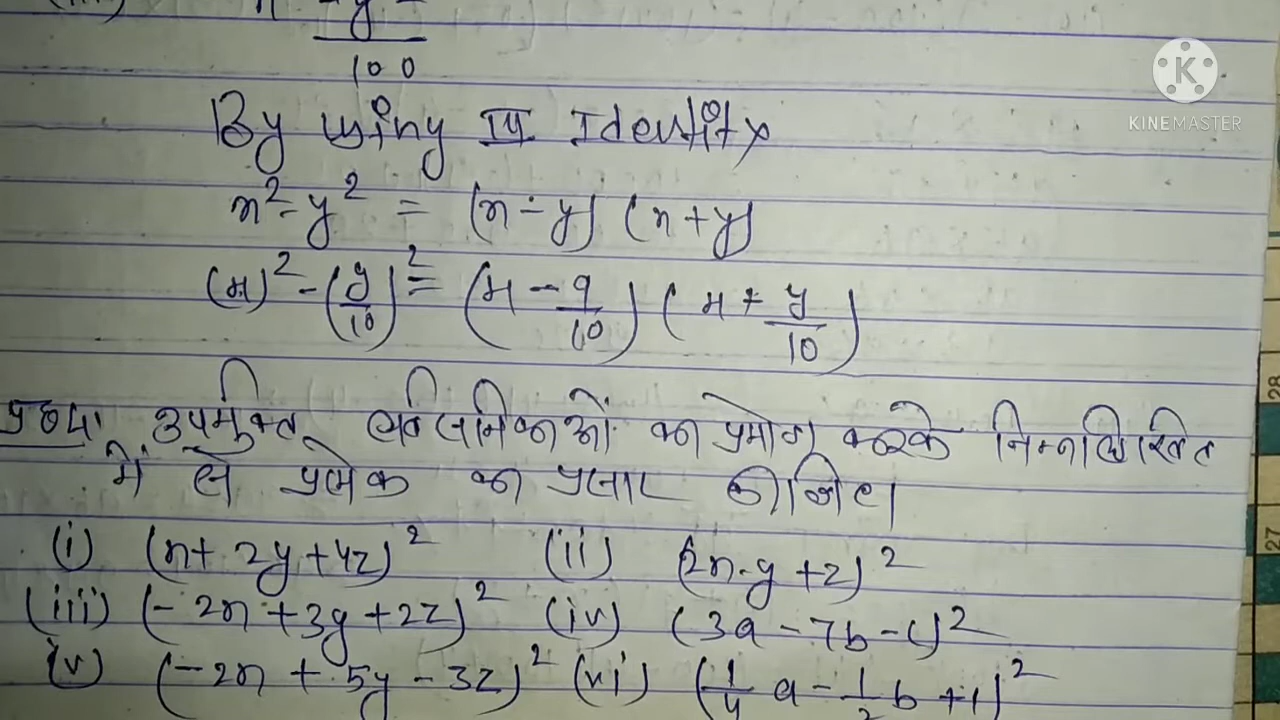 100
KINEMASTER
By using IV Identity
x² - y² = (x - y) (x + y)
(x)² - (y/10)² = (x - y/10) (x + y/10)
उपयुक्त सर्वसमिकाओं का प्रयोग करके निम्नलिखित
में से प्रत्येक का प्रसार कीजिए।
(i) (x + 2y + 4z)² (ii) (2x - y + z)²
(iii) (-2x + 3y + 2z)² (iv) (3a - 7b - c)²
(v) (-2x + 5y - 3z)² (vi) (1/4 a - 1/2 b + 1)²